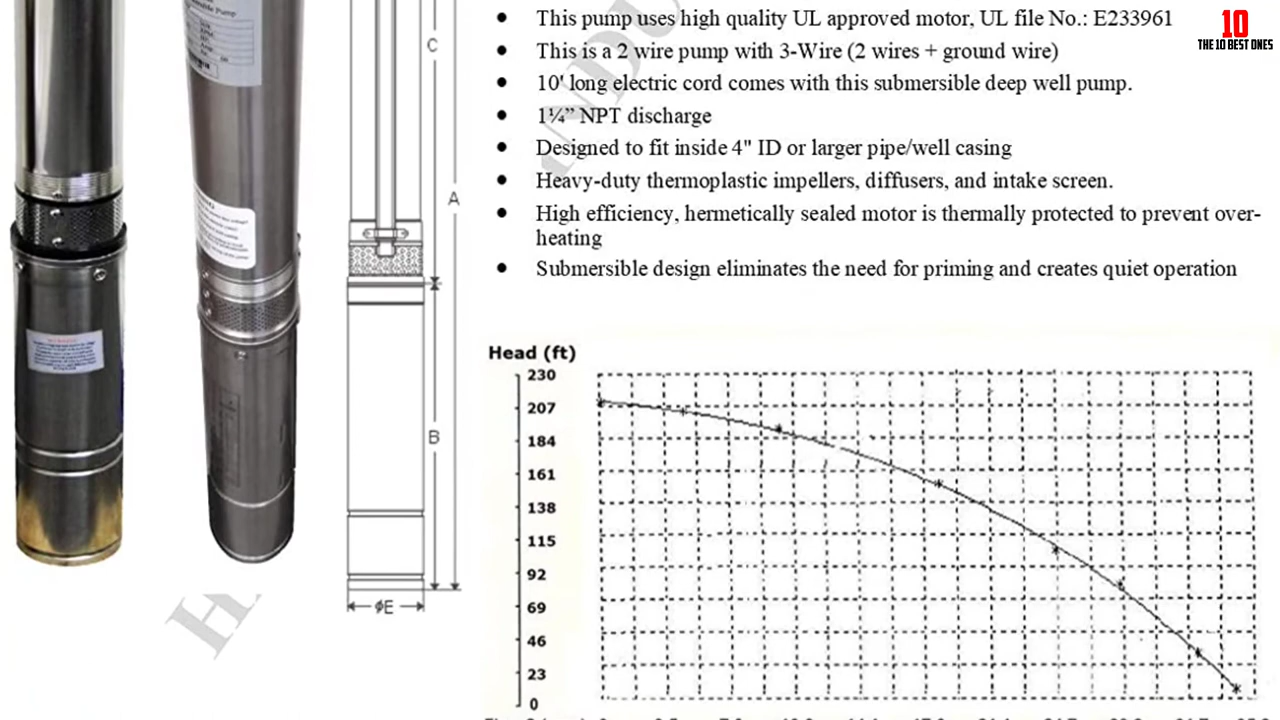 This pump uses high quality UL approved motor, UL file No.: E233961
This is a 2 wire pump with 3-Wire (2 wires + ground wire)
10' long electric cord comes with this submersible deep well pump.
1¼” NPT discharge
Designed to fit inside 4" ID or larger pipe/well casing
Heavy-duty thermoplastic impellers, diffusers, and intake screen.
High efficiency, hermetically sealed motor is thermally protected to prevent over-
heating
Submersible design eliminates the need for priming and creates quiet operation
10
THE 10 BEST ONES
C
A
B
ØE
Head (ft)
230
207
184
161
138
115
92
69
46
23
0